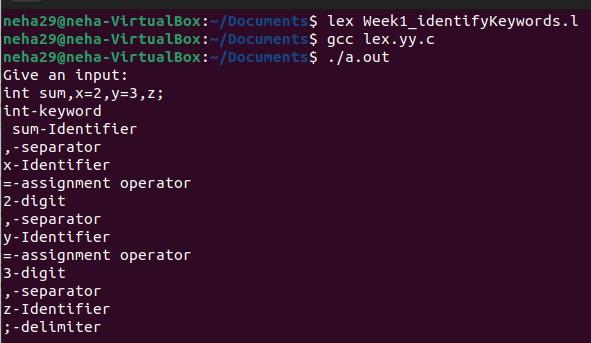 neha29@neha-VirtualBox:~/Documents$ lex Week1_identifyKeywords.l
neha29@neha-VirtualBox:~/Documents$ gcc lex.yy.c
neha29@neha-VirtualBox:~/Documents$ ./a.out
Give an input:
int sum,x=2,y=3,z;
int-keyword
 sum-Identifier
,-separator
x-Identifier
=-assignment operator
2-digit
,-separator
y-Identifier
=-assignment operator
3-digit
,-separator
z-Identifier
;-delimiter